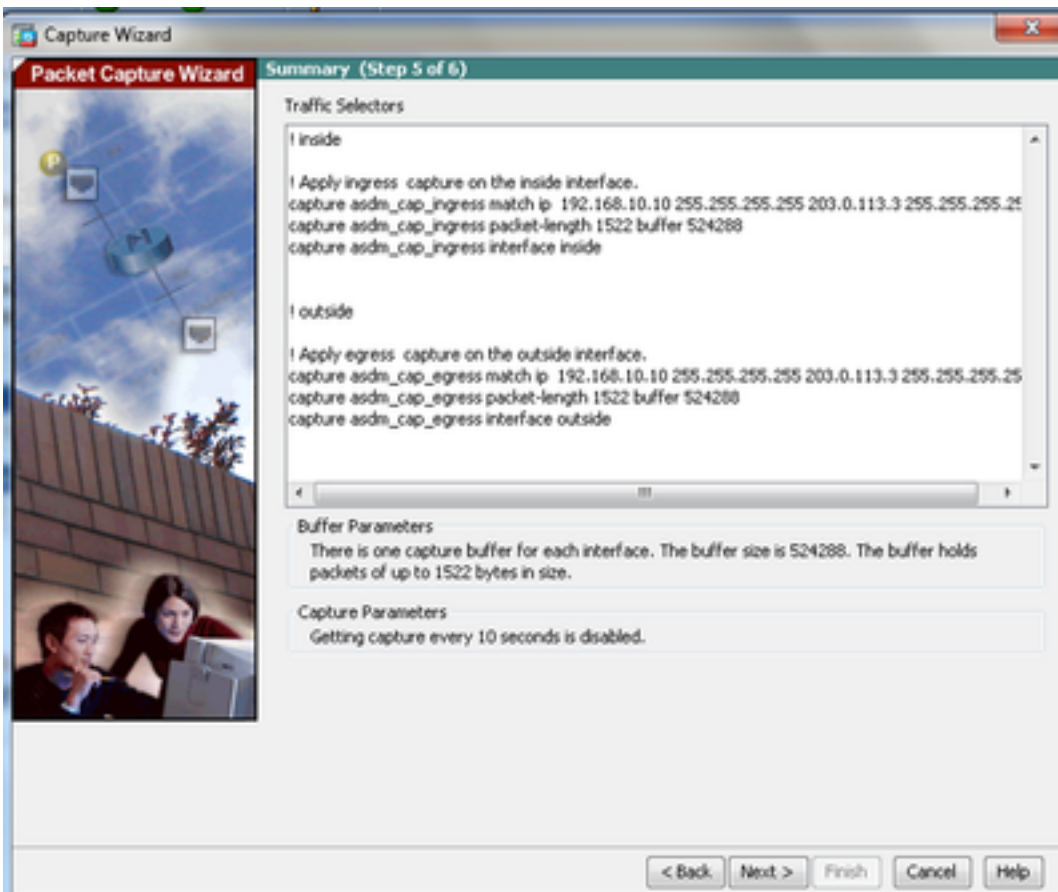 Capture Wizard
Packet Capture Wizard
Summary (Step 5 of 6)
Traffic Selectors
! inside
! Apply ingress capture on the inside interface.
capture asdm_cap_ingress match ip 192.168.10.10 255.255.255.255 203.0.113.3 255.255.255.25
capture asdm_cap_ingress packet-length 1522 buffer 524288
capture asdm_cap_ingress interface inside
! outside
! Apply egress capture on the outside interface.
capture asdm_cap_egress match ip 192.168.10.10 255.255.255.255 203.0.113.3 255.255.255.25
capture asdm_cap_egress packet-length 1522 buffer 524288
capture asdm_cap_egress interface outside
Buffer Parameters
There is one capture buffer for each interface. The buffer size is 524288. The buffer holds
packets of up to 1522 bytes in size.
Capture Parameters
Getting capture every 10 seconds is disabled.
< Back Next > Finish Cancel Help